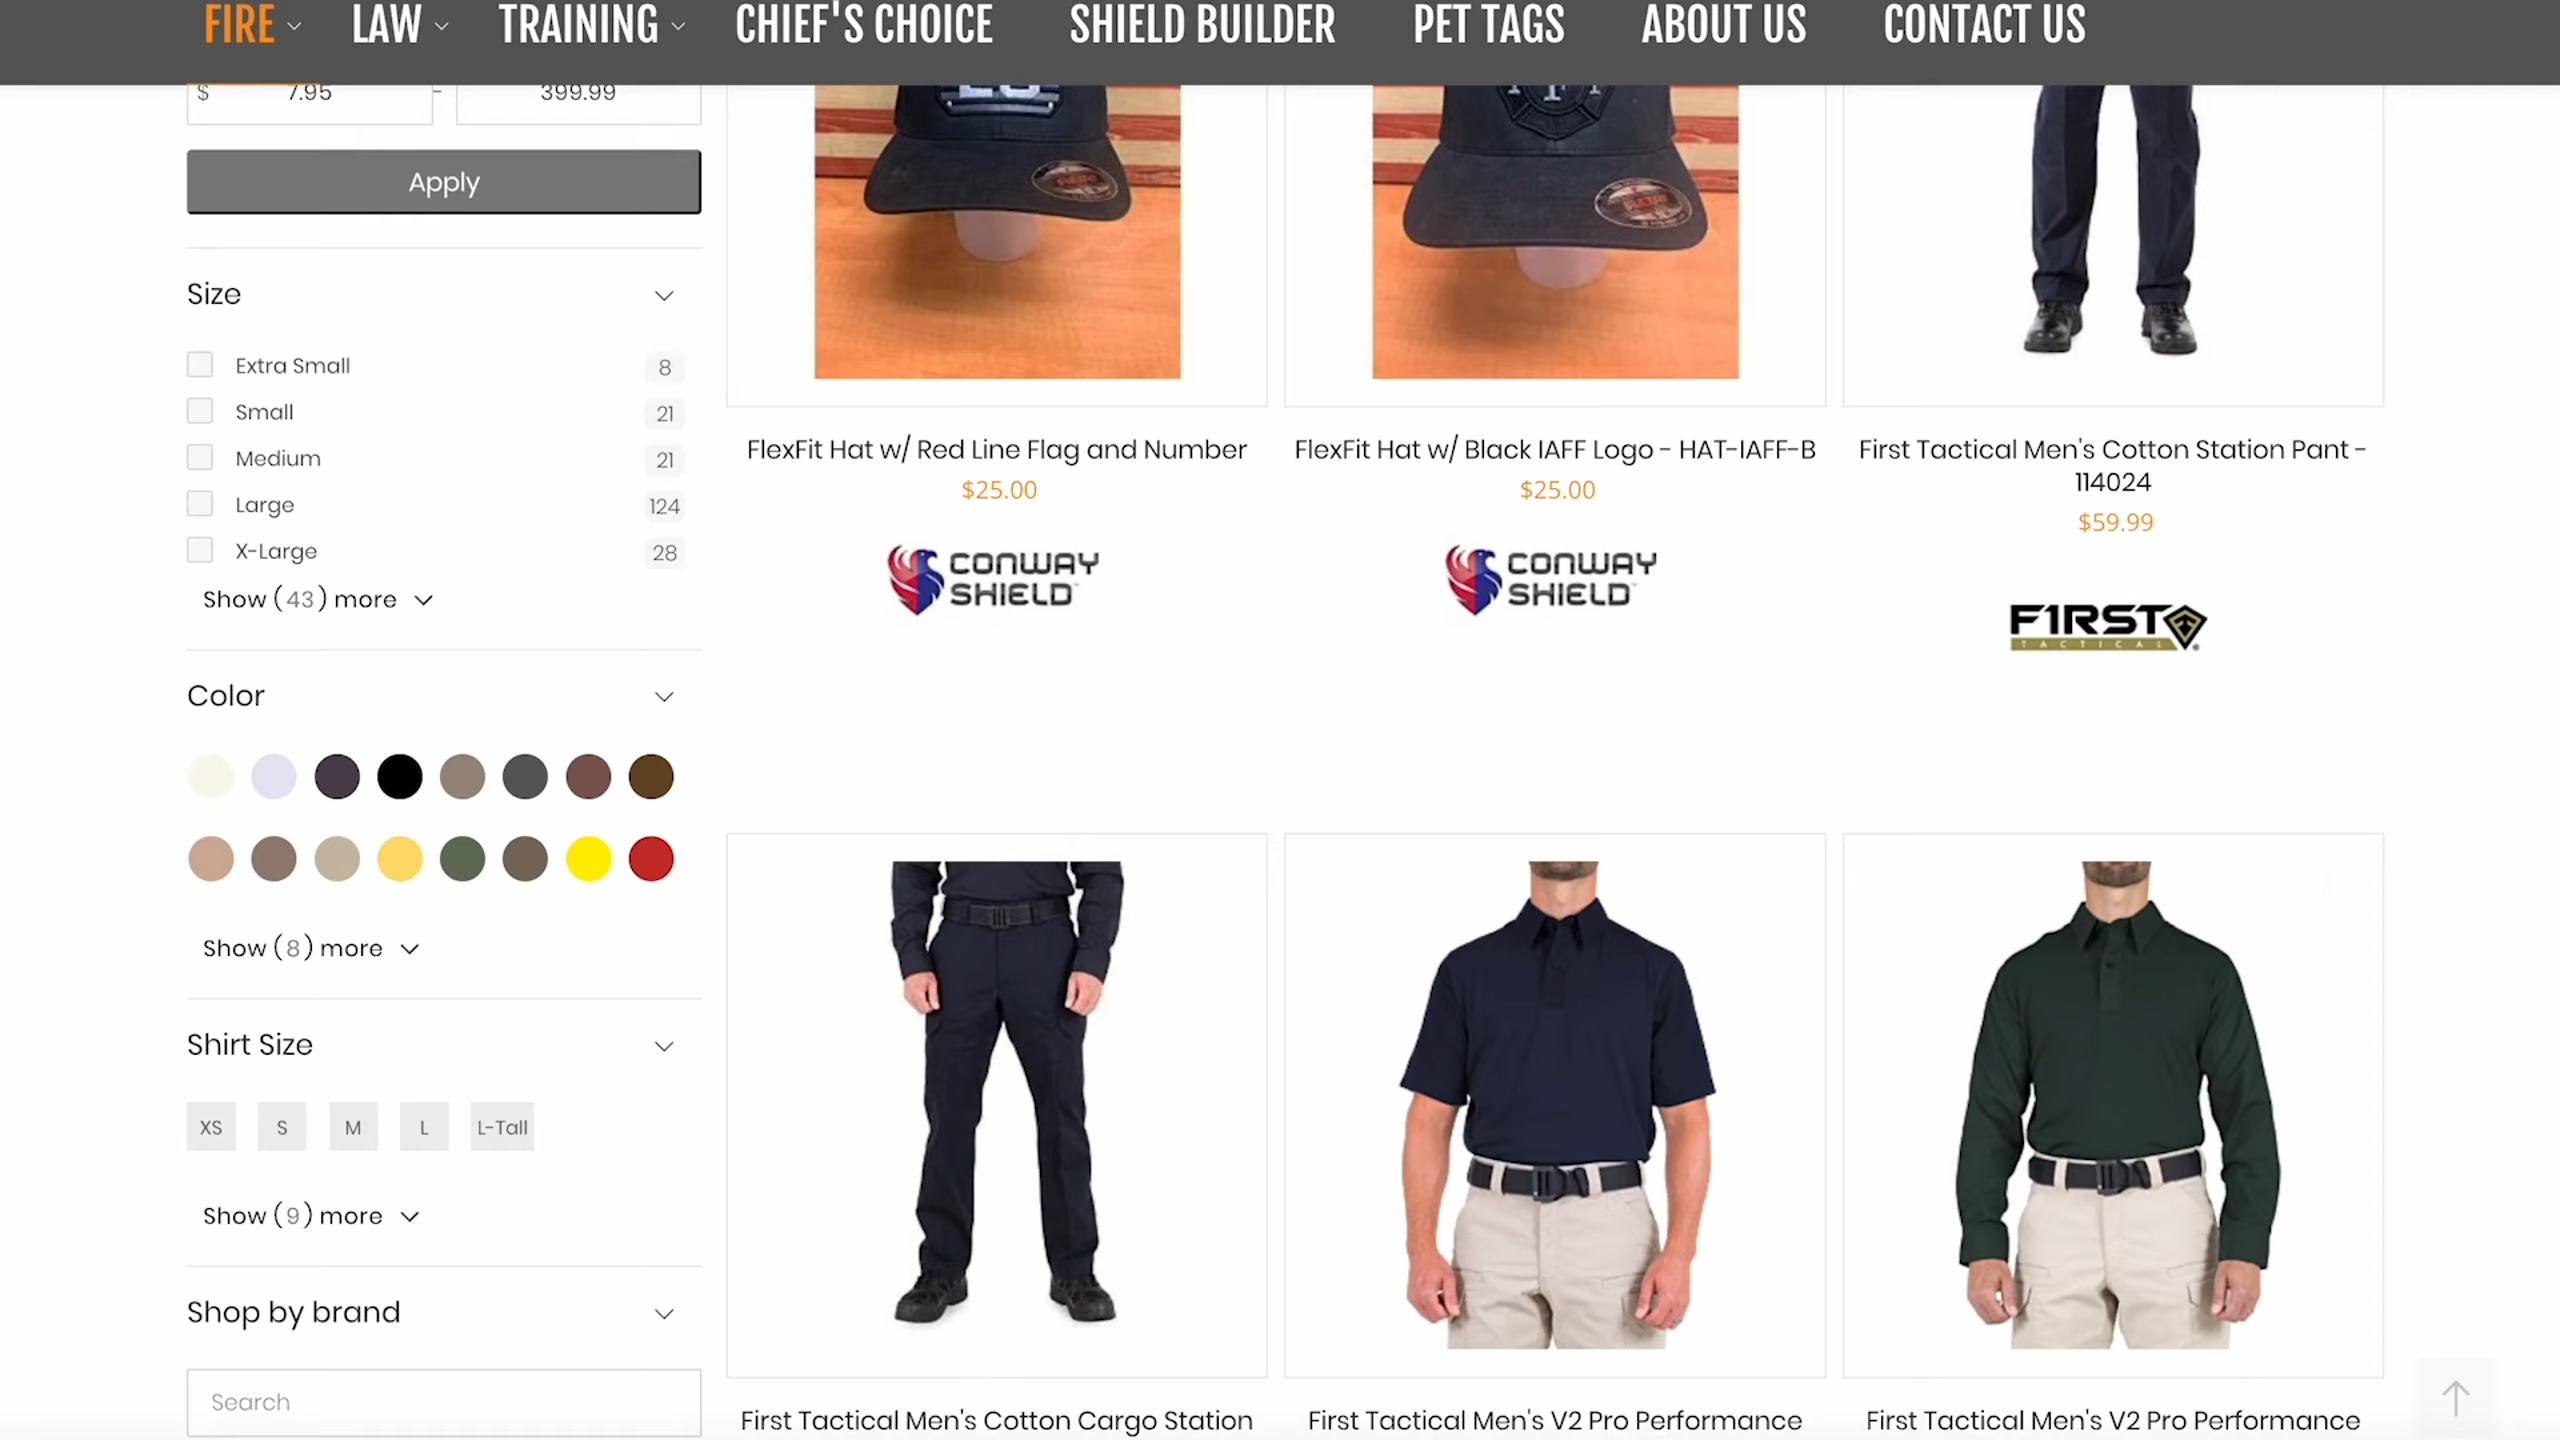 FIRE
LAW
TRAINING
CHIEF'S CHOICE
SHIELD BUILDER
PET TAGS
ABOUT US
CONTACT US
$ 7.95 - 399.99
Apply
Size
Extra Small 8
Small 21
Medium 21
Large 124
X-Large 28
Show (43) more
Color
Show (8) more
Shirt Size
XS S M L L-Tall
Show (9) more
Shop by brand
Search
FlexFit Hat w/ Red Line Flag and Number
$25.00
CONWAY
SHIELD™
FlexFit Hat w/ Black IAFF Logo - HAT-IAFF-B
$25.00
CONWAY
SHIELD™
First Tactical Men's Cotton Station Pant -
114024
$59.99
F1RST
TACTICAL®
First Tactical Men's Cotton Cargo Station
First Tactical Men's V2 Pro Performance
First Tactical Men's V2 Pro Performance